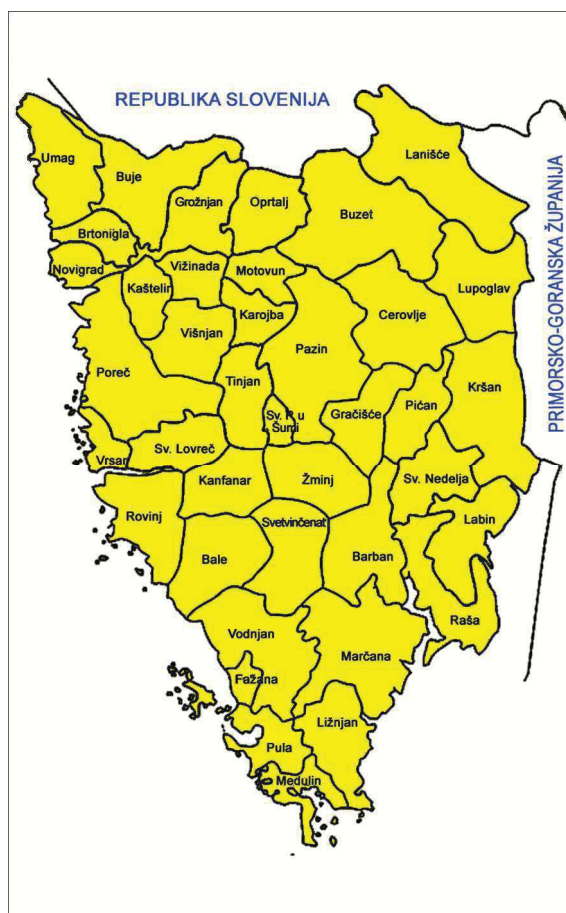 REPUBLIKA SLOVENIJA
Lanišće
Umag
Buje
Grožnjan
Oprtalj
Buzet
PRIMORSKO-GORANSKA ŽUPANIJA
Brtonigla
Novigrad
Vižinada
Motovun
Kaštelir
Lupoglav
Karojba
Cerovlje
Višnjan
Pazin
Poreč
Tinjan
Kršan
Sv. P. u
Šumi
Gračišće
Pićan
Vrsar
Sv. Lovreč
Kanfanar
Žminj
Sv. Nedelja
Rovinj
Svetvinčenat
Labin
Bale
Barban
Raša
Vodnjan
Marčana
Fažana
Ližnjan
Pula
Medulin